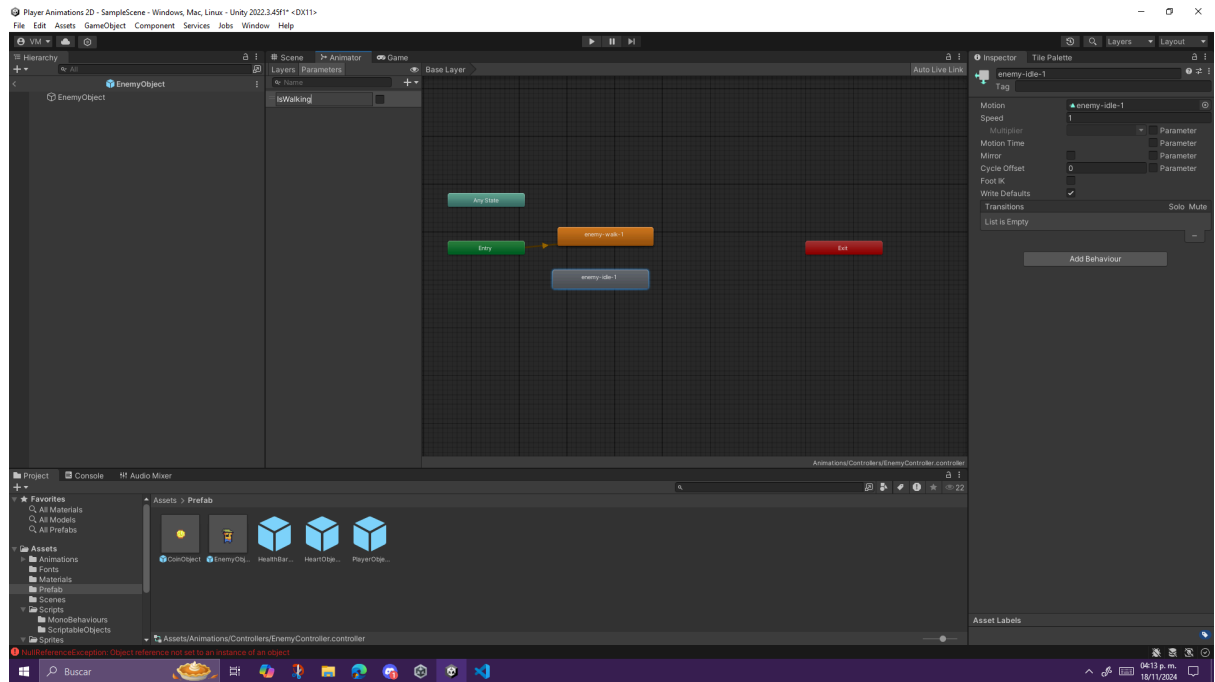 Player Animations 2D - SampleScene - Windows, Mac, Linux - Unity 2022.3.45f1* <DX11>
File Edit Assets GameObject Component Services Jobs Window Help
VM
Layers Layout
Hierarchy
All
EnemyObject
EnemyObject
Scene Animator Game
Layers Parameters Base Layer Auto Live Link
Name
IsWalking
Any State
Entry
enemy-walk-1
enemy-idle-1
Exit
Animations/Controllers/EnemyController.controller
Inspector Tile Palette
enemy-idle-1
Tag
Motion enemy-idle-1
Speed 1
Multiplier Parameter
Motion Time Parameter
Mirror Parameter
Cycle Offset 0 Parameter
Foot IK
Write Defaults
Transitions Solo Mute
List is Empty
Add Behaviour
Asset Labels
Project Console Audio Mixer
22
Favorites
All Materials
All Models
All Prefabs
Assets
Animations
Fonts
Materials
Prefab
Scenes
Scripts
MonoBehaviours
ScriptableObjects
Sprites
Assets > Prefab
CoinObject EnemyObj... HealthBar... HeartObje... PlayerObje...
Assets/Animations/Controllers/EnemyController.controller
NullReferenceException: Object reference not set to an instance of an object
Buscar
04:13 p. m.
18/11/2024